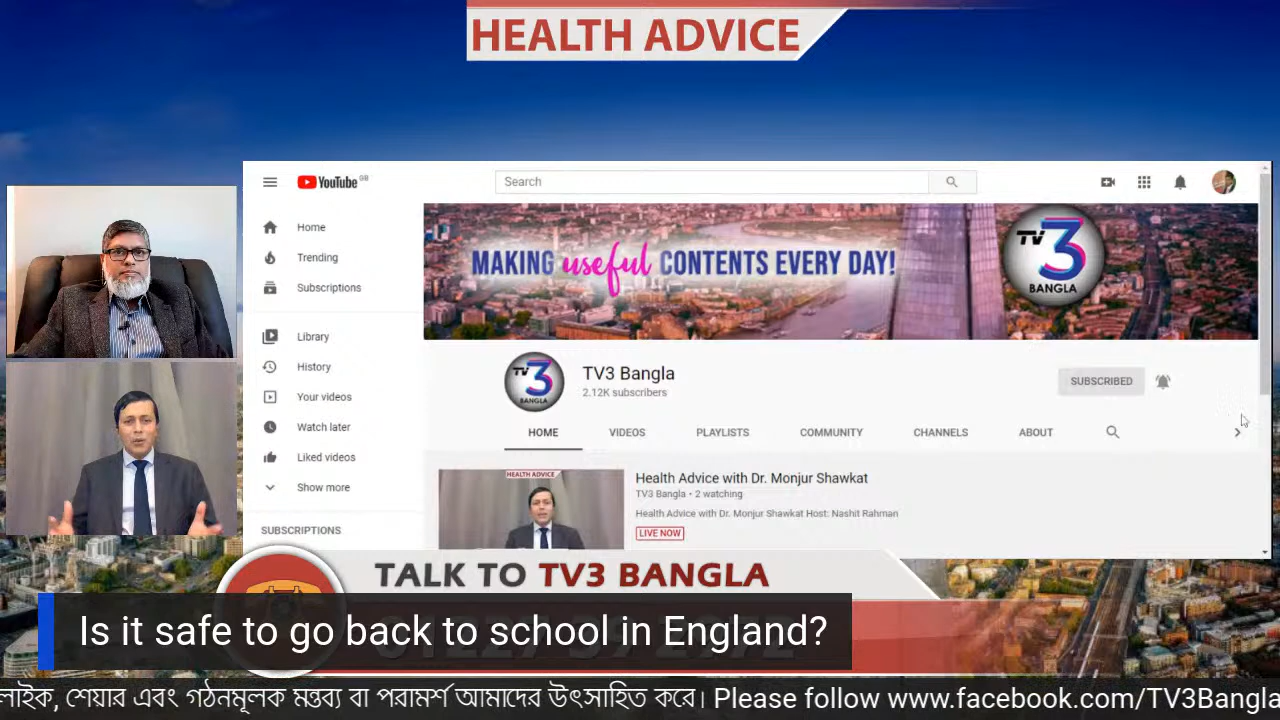 HEALTH ADVICE
YouTube GB
Search
Home
Trending
Subscriptions
Library
History
Your videos
Watch later
Liked videos
Show more
SUBSCRIPTIONS
MAKING useful CONTENTS EVERY DAY!
TV3 BANGLA
TV3 BANGLA
TV3 Bangla
2.12K subscribers
SUBSCRIBED
HOME VIDEOS PLAYLISTS COMMUNITY CHANNELS ABOUT
HEALTH ADVICE
Health Advice with Dr. Monjur Shawkat
TV3 Bangla • 2 watching
Health Advice with Dr. Monjur Shawkat Host: Nashit Rahman
LIVE NOW
TALK TO TV3 BANGLA
Is it safe to go back to school in England?
লাইক, শেয়ার এবং গঠনমূলক মন্তব্য বা পরামর্শ আমাদের উৎসাহিত করে। Please follow www.facebook.com/TV3Bangla